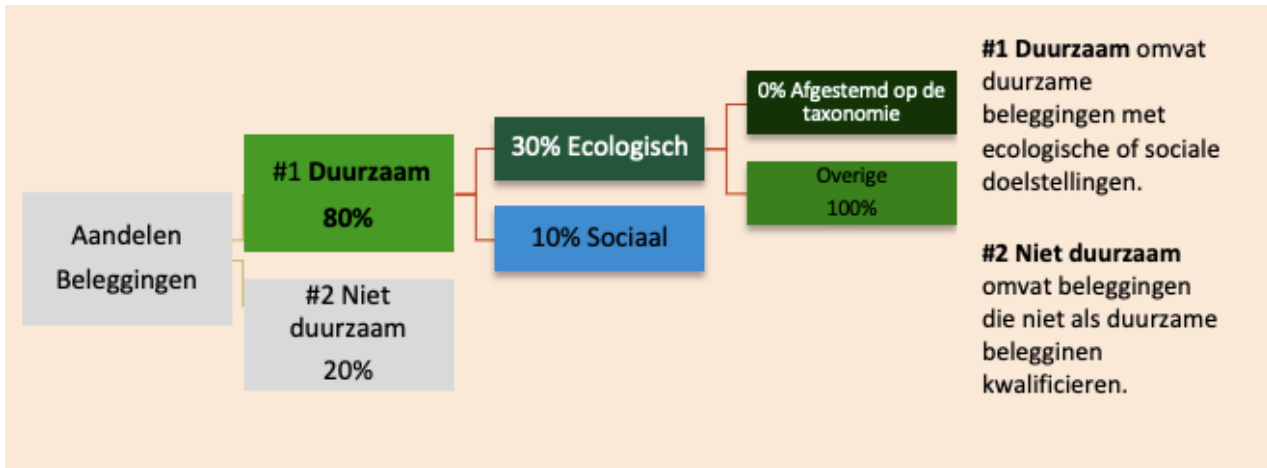 Aandelen
Beleggingen
#1 Duurzaam
80%
#2 Niet
duurzaam
20%
30% Ecologisch
10% Sociaal
0% Afgestemd op de
taxonomie
Overige
100%
#1 Duurzaam omvat
duurzame
beleggingen met
ecologische of sociale
doelstellingen.
#2 Niet duurzaam
omvat beleggingen
die niet als duurzame
belegginen
kwalificeren.